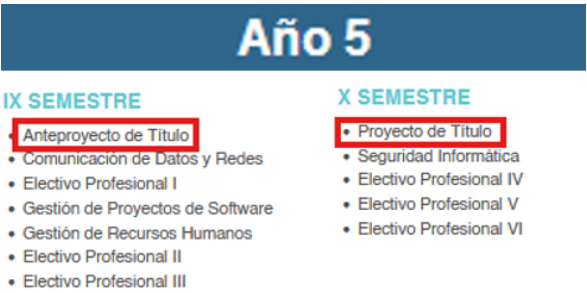 Año 5
IX SEMESTRE
• Anteproyecto de Título
• Comunicación de Datos y Redes
• Electivo Profesional I
• Gestión de Proyectos de Software
• Gestión de Recursos Humanos
• Electivo Profesional II
• Electivo Profesional III
X SEMESTRE
• Proyecto de Título
• Seguridad Informática
• Electivo Profesional IV
• Electivo Profesional V
• Electivo Profesional VI